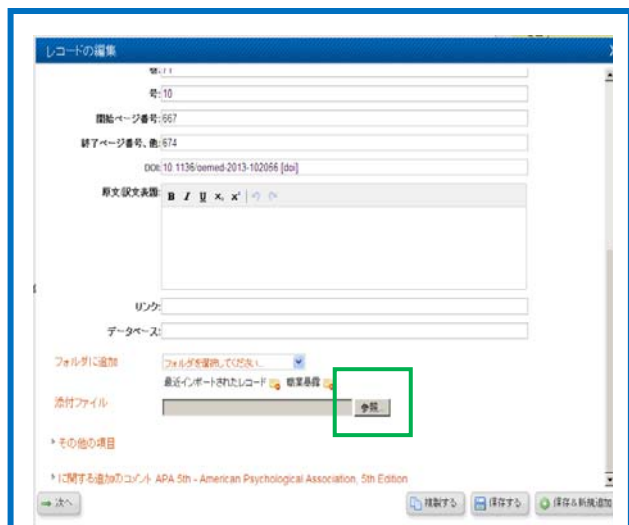 レコードの編集
号:10
開始ページ番号:667
終了ページ番号、他:674
DOI:10.1136/oemed-2013-102056 [doi]
原文/訳文表題: B I U X, x'
リンク:
データベース:
フォルダに追加 フォルダを選択してください...
最近インポートされたレコード 職業暴露
添付ファイル 参照...
その他の項目
に関する追加のコメント APA 5th - American Psychological Association, 5th Edition
次へ 複製する 保存する 保存&新規追加